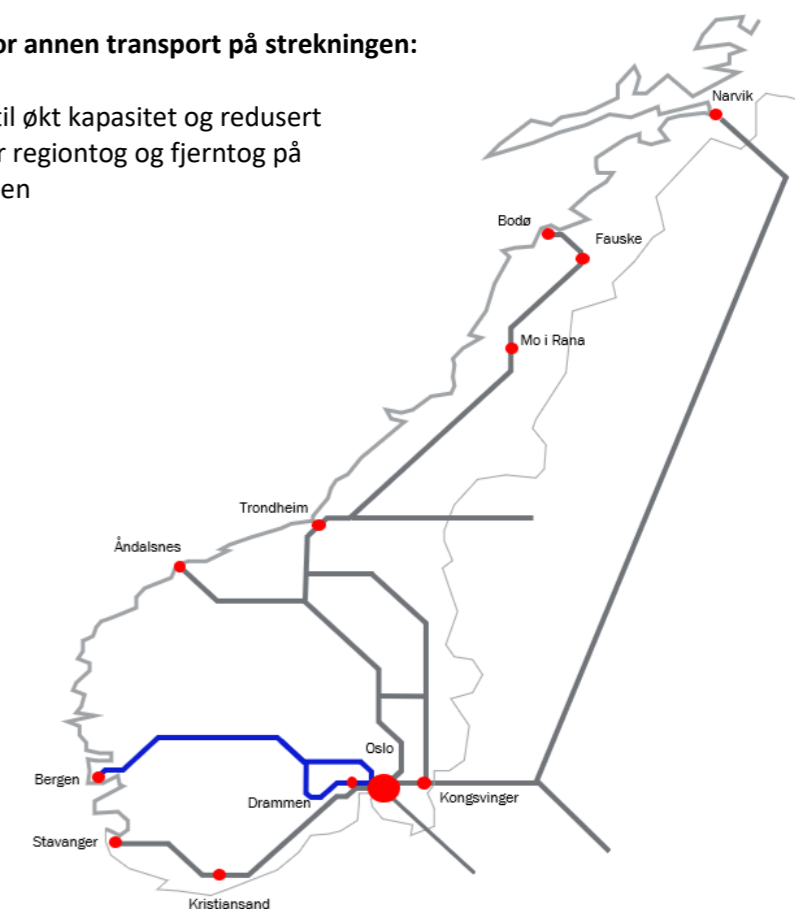 or annen transport på strekningen:
til økt kapasitet og redusert
r regiontog og fjerntog på
en
Narvik
Bodø
Fauske
Mo i Rana
Trondheim
Åndalsnes
Oslo
Bergen
Drammen
Kongsvinger
Stavanger
Kristiansand